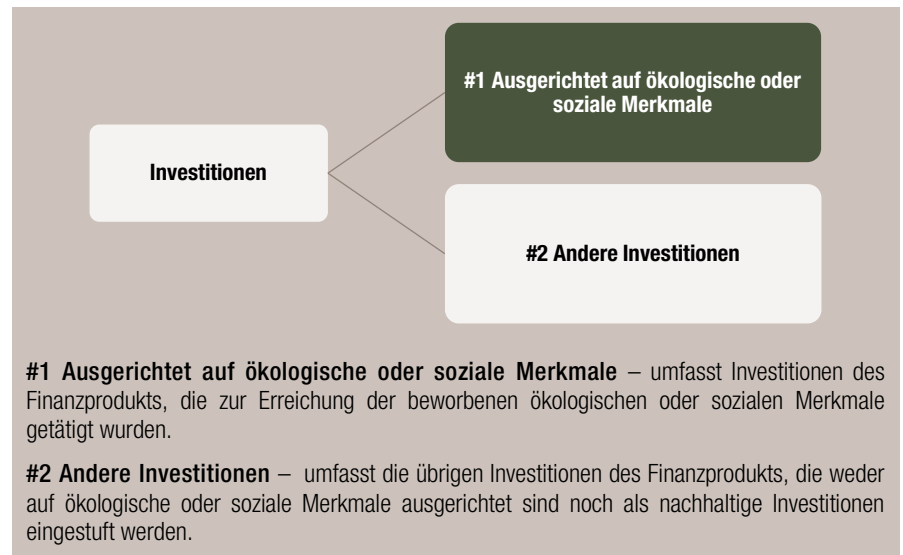 #1 Ausgerichtet auf ökologische oder
soziale Merkmale
Investitionen
#2 Andere Investitionen
#1 Ausgerichtet auf ökologische oder soziale Merkmale – umfasst Investitionen des
Finanzprodukts, die zur Erreichung der beworbenen ökologischen oder sozialen Merkmale
getätigt wurden.
#2 Andere Investitionen – umfasst die übrigen Investitionen des Finanzprodukts, die weder
auf ökologische oder soziale Merkmale ausgerichtet sind noch als nachhaltige Investitionen
eingestuft werden.